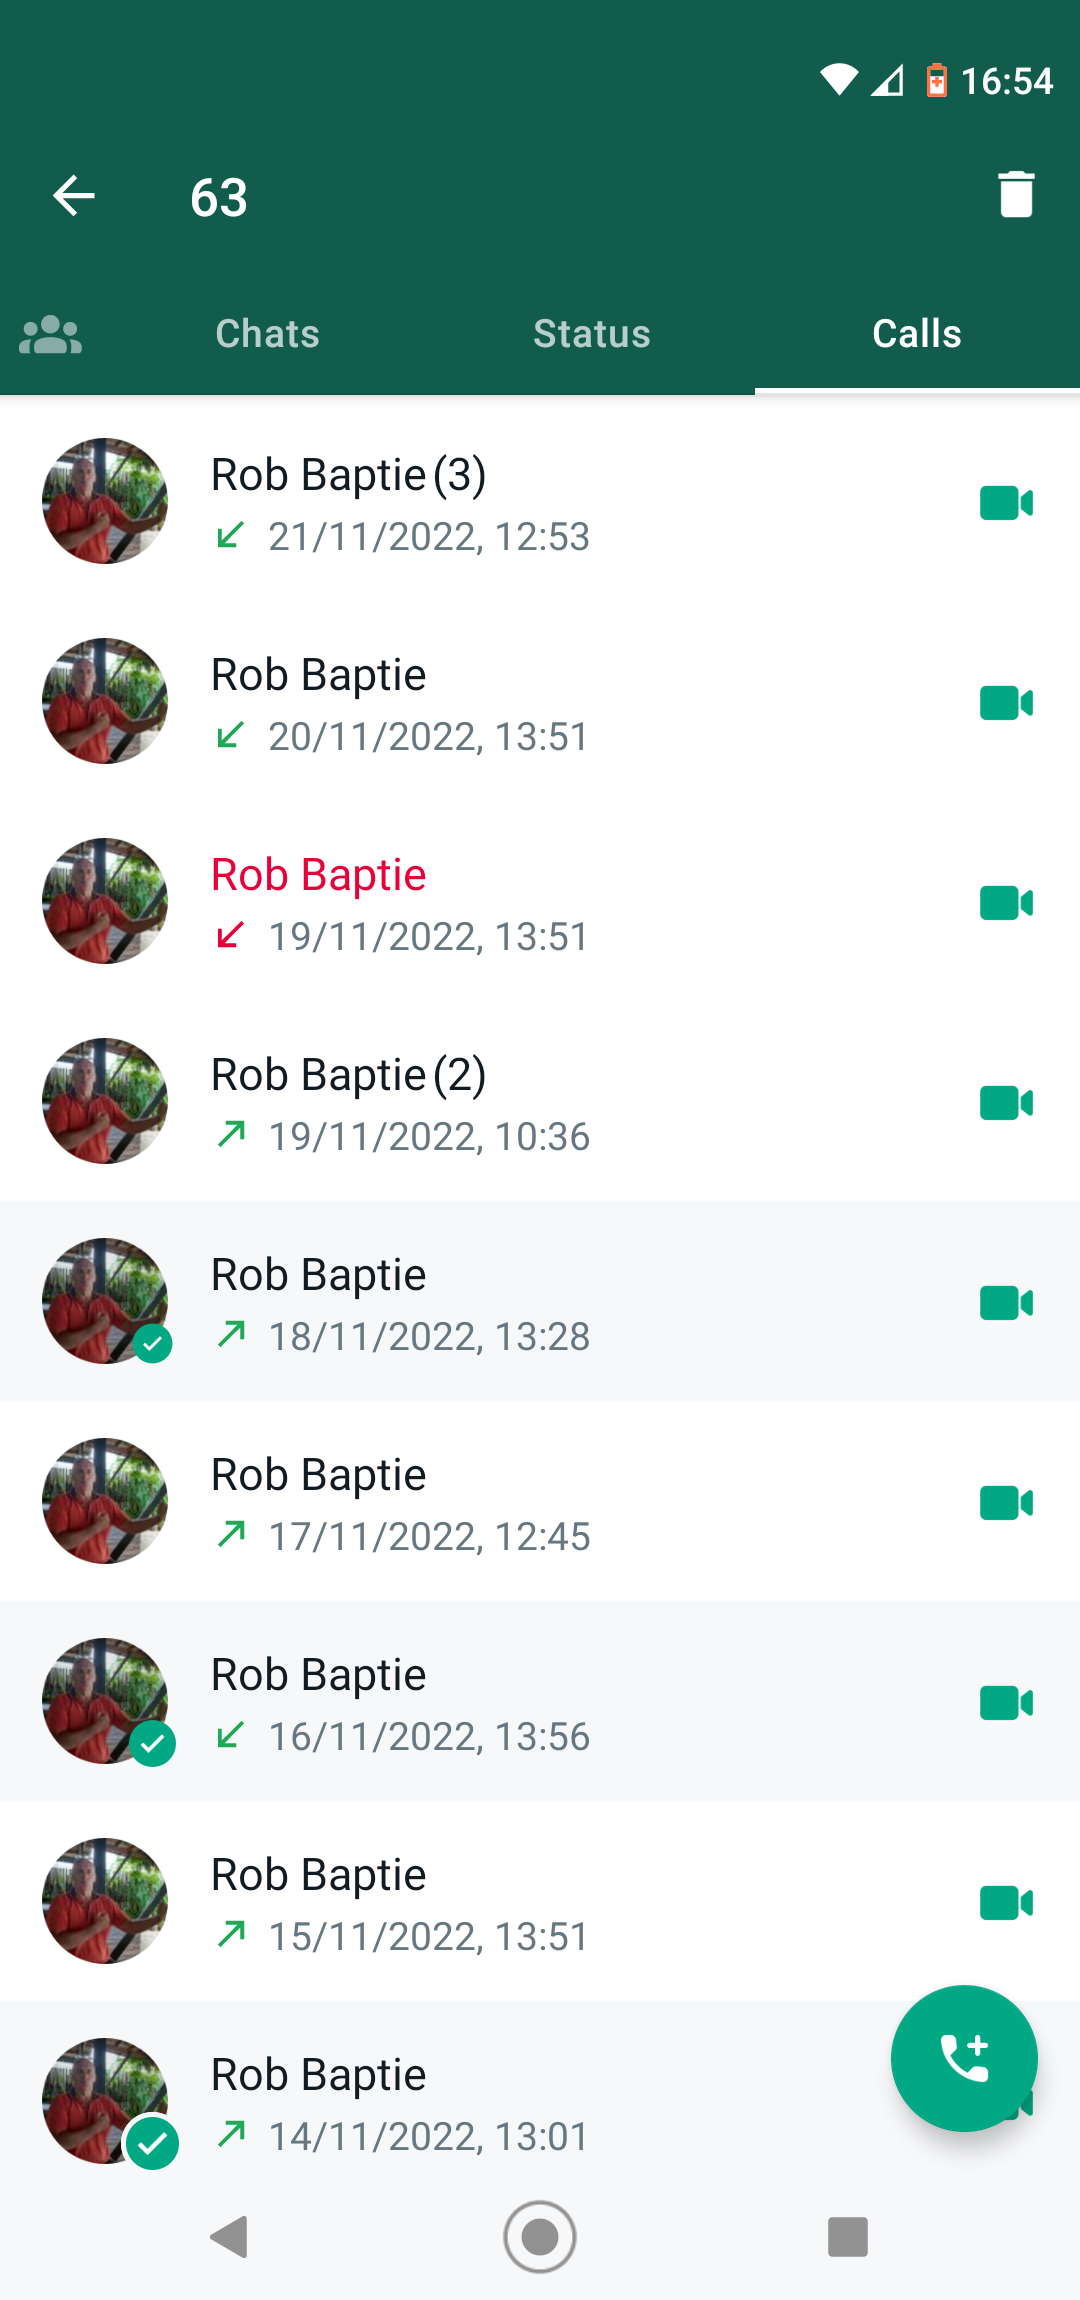 16:54
63
Chats Status Calls
Rob Baptie (3)
21/11/2022, 12:53
Rob Baptie
20/11/2022, 13:51
Rob Baptie
19/11/2022, 13:51
Rob Baptie (2)
19/11/2022, 10:36
Rob Baptie
18/11/2022, 13:28
Rob Baptie
17/11/2022, 12:45
Rob Baptie
16/11/2022, 13:56
Rob Baptie
15/11/2022, 13:51
Rob Baptie
14/11/2022, 13:01